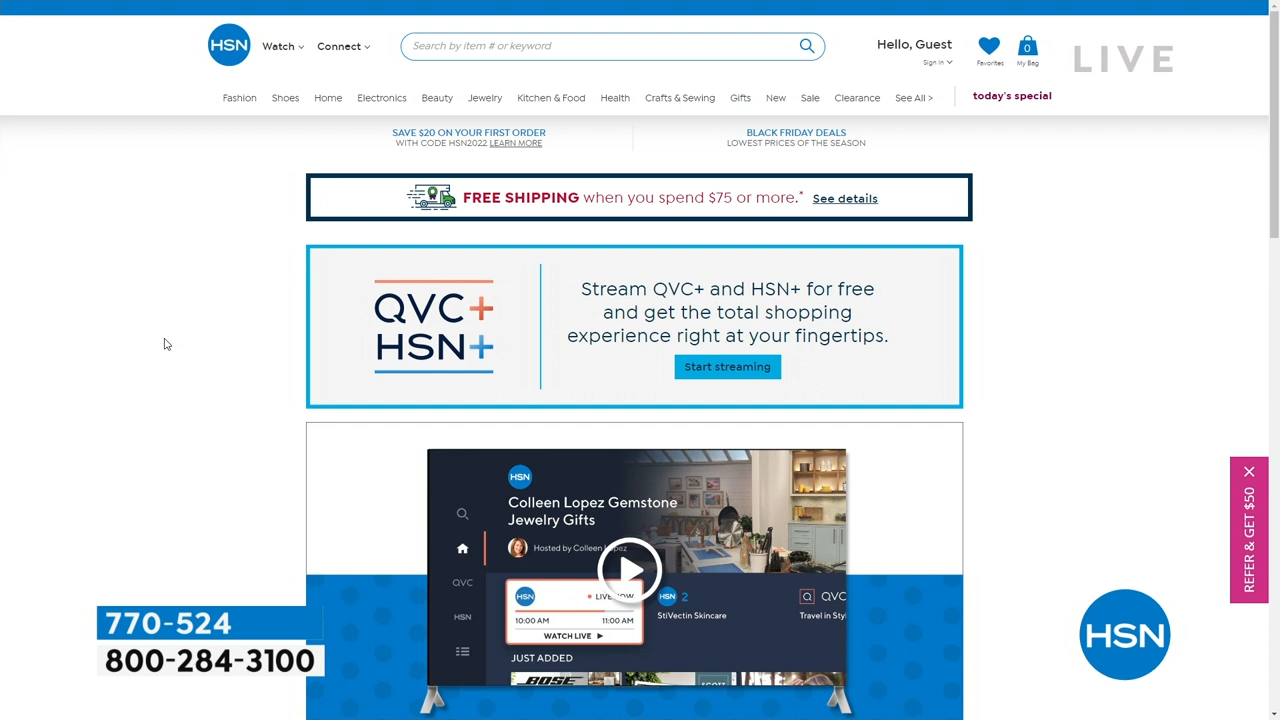 HSN
Watch
Connect
Search by item # or keyword
Hello, Guest
Sign In
Favorites
0
My Bag
LIVE
Fashion Shoes Home Electronics Beauty Jewelry Kitchen & Food Health Crafts & Sewing Gifts New Sale Clearance See All >
today's special
SAVE $20 ON YOUR FIRST ORDER
WITH CODE HSN2022 LEARN MORE
BLACK FRIDAY DEALS
LOWEST PRICES OF THE SEASON
FREE SHIPPING when you spend $75 or more.* See details
QVC+
HSN+
Stream QVC+ and HSN+ for free
and get the total shopping
experience right at your fingertips.
Start streaming
HSN
Colleen Lopez Gemstone
Jewelry Gifts
Hosted by Colleen Lopez
QVC
HSN
HSN
LIVE NOW
10:00 AM 11:00 AM
WATCH LIVE
HSN 2
StiVectin Skincare
QVC
Travel in Sty
JUST ADDED
BOSE
REFER & GET $50
770-524
800-284-3100
HSN